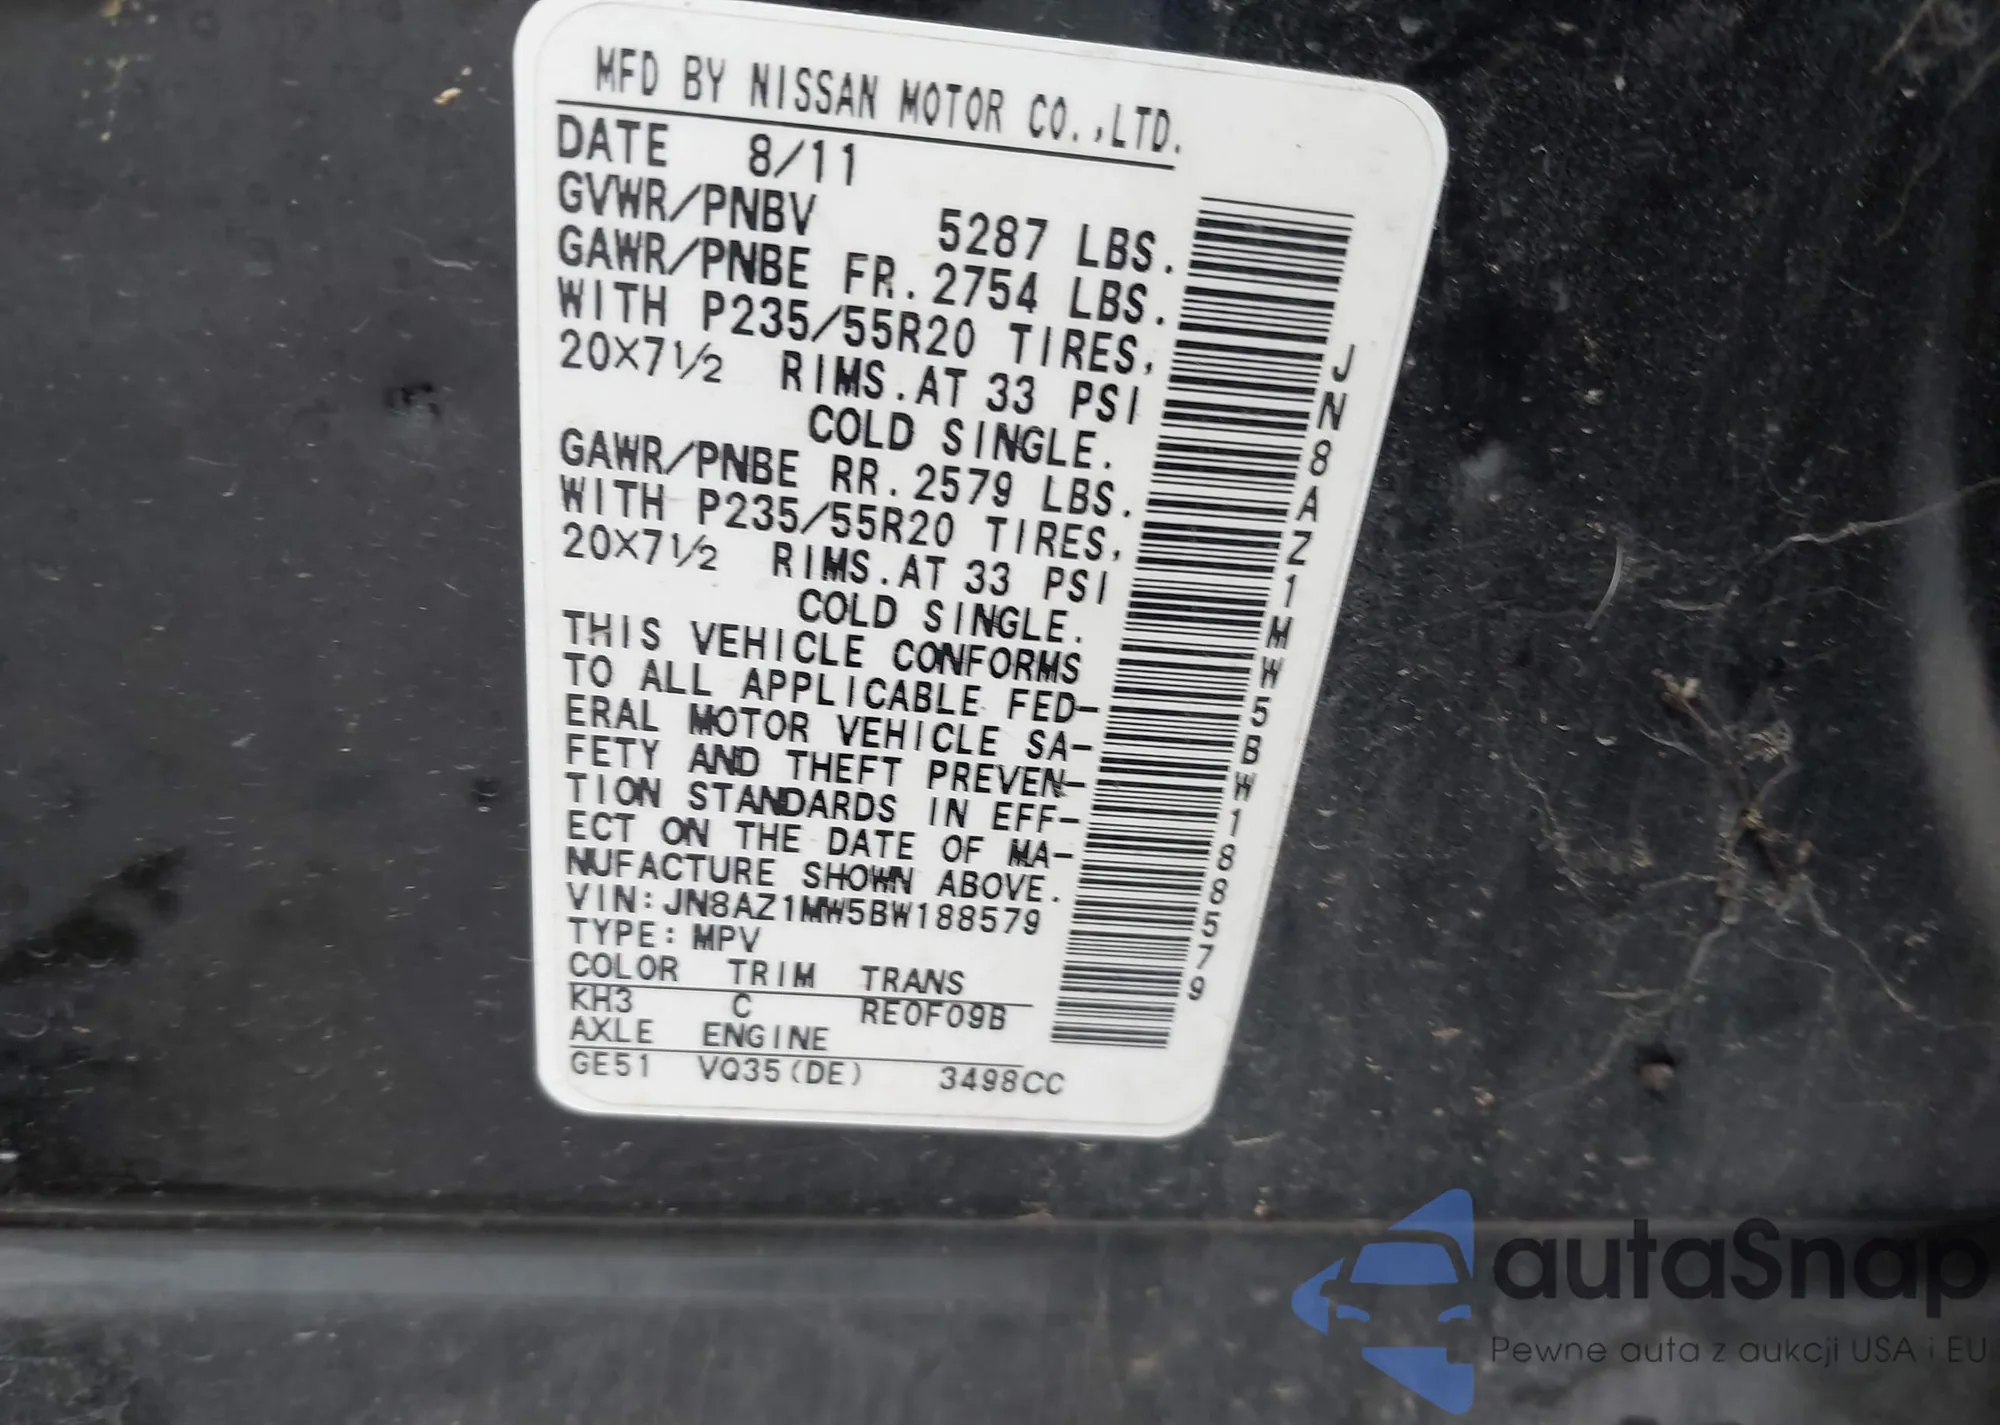 MFD BY NISSAN MOTOR CO.,LTD.
DATE 8/11
GVWR/PNBV 5287 LBS.
GAWR/PNBE FR. 2754 LBS.
WITH P235/55R20 TIRES,
20X7½ RIMS.AT 33 PSI
COLD SINGLE.
GAWR/PNBE RR. 2579 LBS.
WITH P235/55R20 TIRES,
20X7½ RIMS.AT 33 PSI
COLD SINGLE.
THIS VEHICLE CONFORMS
TO ALL APPLICABLE FED-
ERAL MOTOR VEHICLE SA-
FETY AND THEFT PREVEN-
TION STANDARDS IN EFF-
ECT ON THE DATE OF MA-
NUFACTURE SHOWN ABOVE.
VIN:JN8AZ1MW5BW188579
TYPE:MPV
COLOR TRIM TRANS
KH3 C RE0F09B
AXLE ENGINE
GE51 VQ35(DE) 3498CC
JN8AZ1MW5BW188579
autaSnap
Pewne auta z aukcji USA i EU